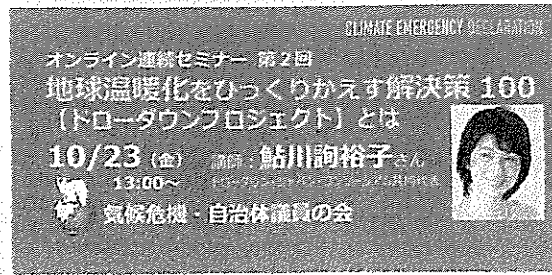 CLIMATE EMERGENCY DECLARATION
オンライン連続セミナー 第2回
地球温暖化をひっくりかえす解決策 100
【ドローダウンプロジェクト】とは
10/23 (金) 講師:鮎川詢裕子さん
13:00~
気候危機・自治体議員の会